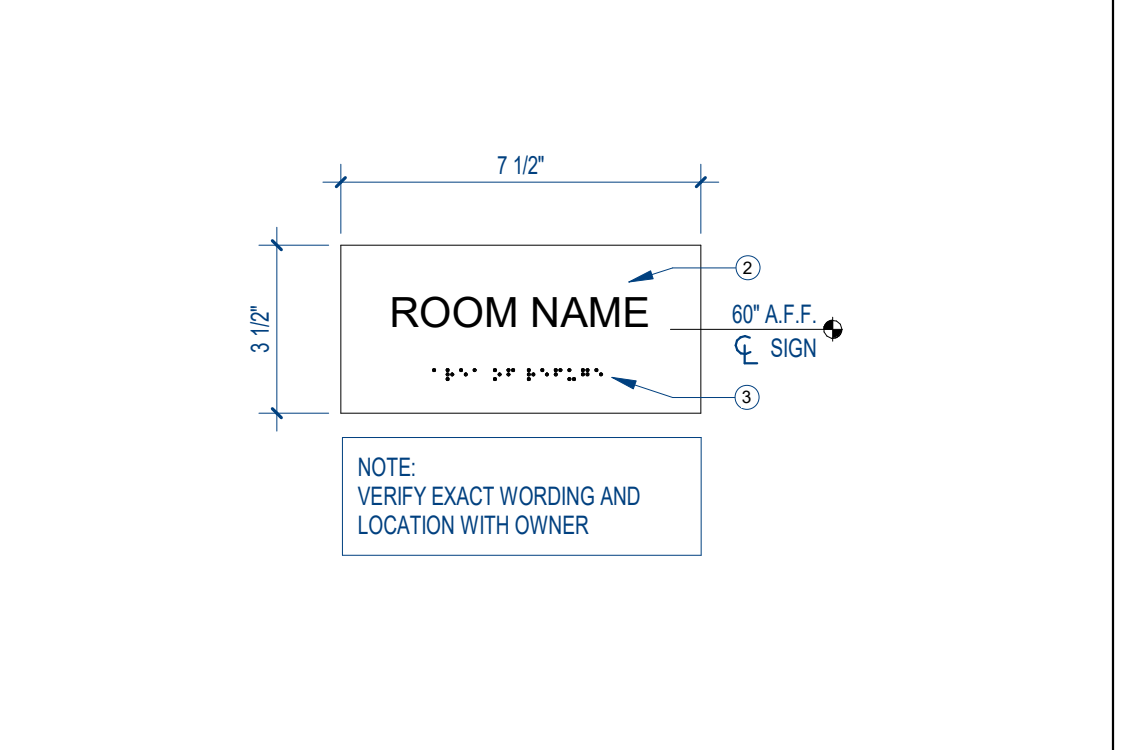 7 1/2"
3 1/2"
2
ROOM NAME
60" A.F.F.
℄ SIGN
⠁⠗⠑⠁ ⠕⠋ ⠗⠑⠋⠥⠛⠑
3
NOTE:
VERIFY EXACT WORDING AND
LOCATION WITH OWNER